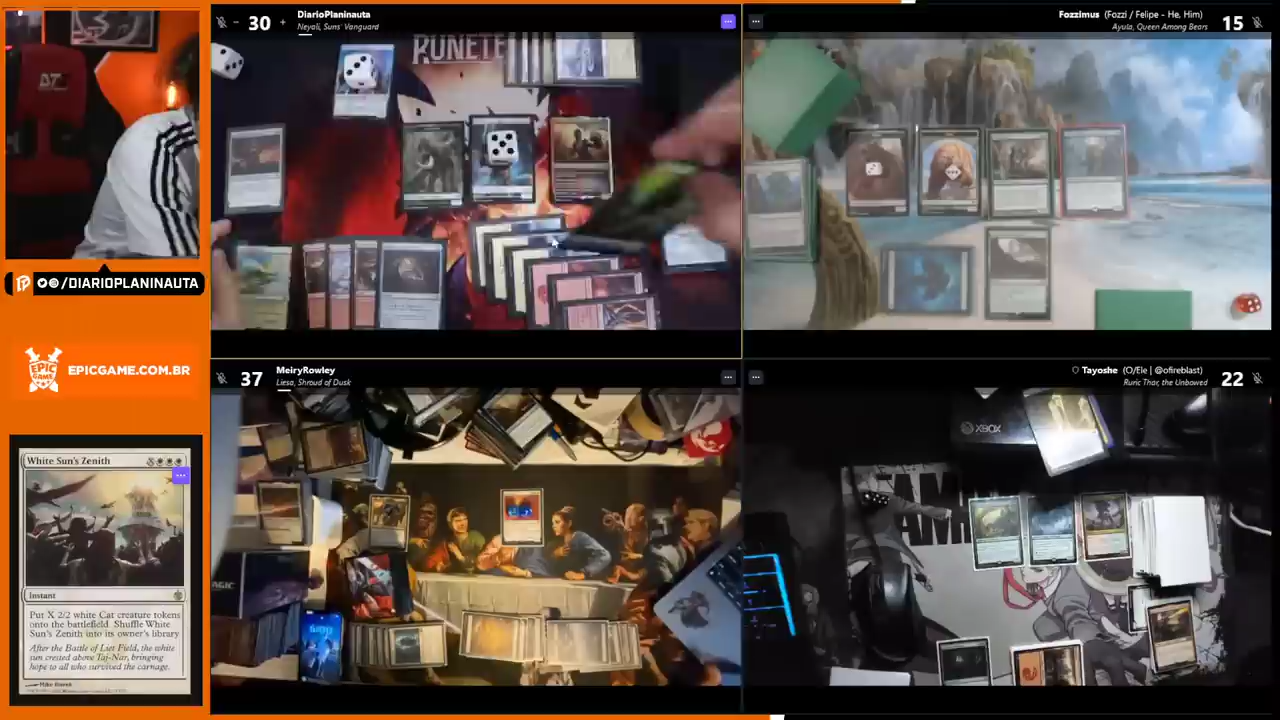 30
DiarioPlaninauta
Neyali, Suns' Vanguard
RUNETE
Fozzimus (Fozzi / Felipe - He, Him)
Ayula, Queen Among Bears
15
@/DIARIOPLANINAUTA
EPIC GAME
EPICGAME.COM.BR
37
MeiryRowley
Liesa, Shroud of Dusk
Tayoshe (O/Ele | @ofireblast)
Ruric Thar, the Unbowed
22
XBOX
White Sun's Zenith
Instant
Put X 2/2 white Cat creature tokens
onto the battlefield. Shuffle White
Sun's Zenith into its owner's library
After the Battle of Liet Field, the white
sun crested above Taj-Nar, bringing
hope to all who survived the carnage.